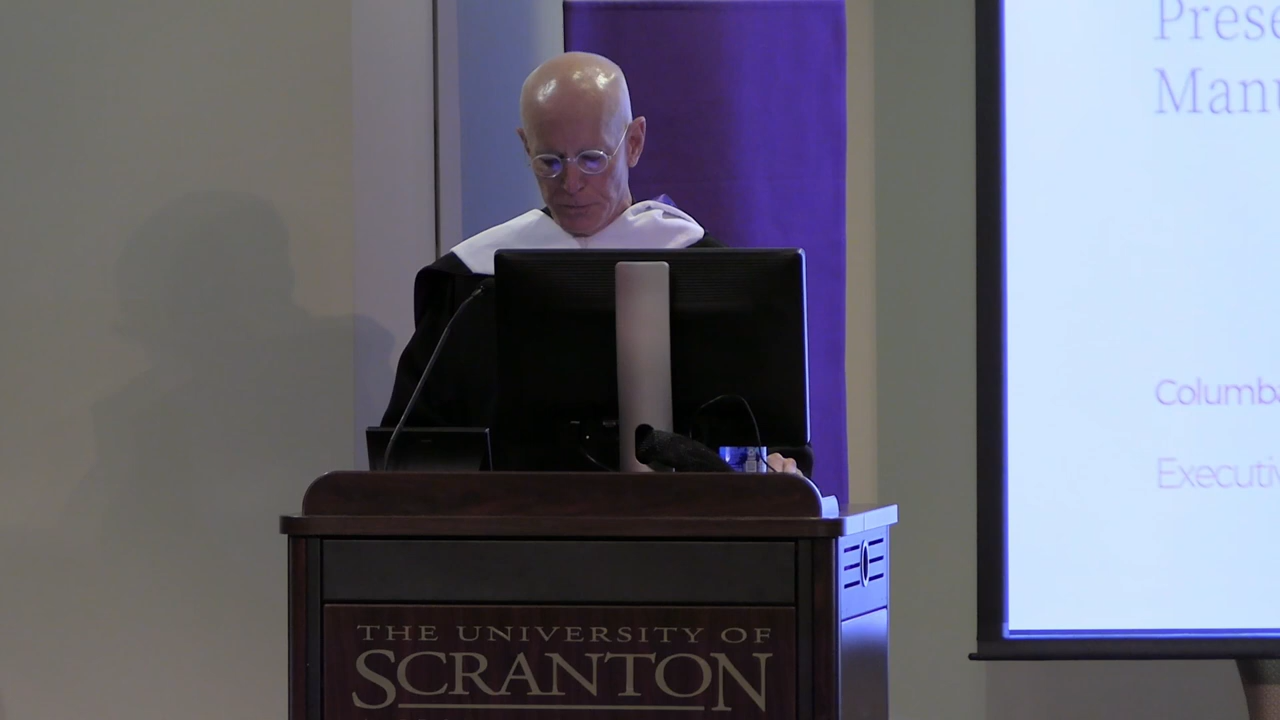 Prese
Manu
Columba
Executiv
THE UNIVERSITY OF
SCRANTON